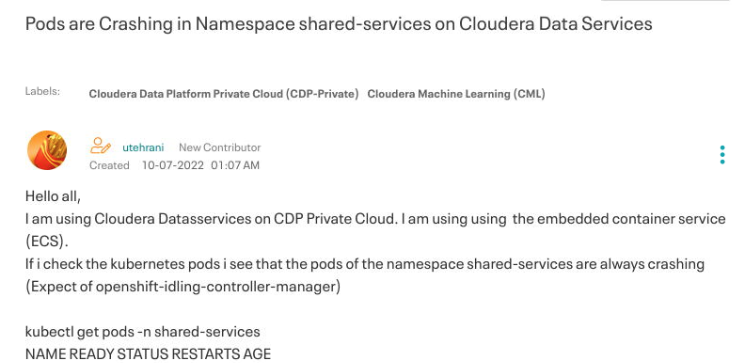 Pods are Crashing in Namespace shared-services on Cloudera Data Services
Labels: Cloudera Data Platform Private Cloud (CDP-Private) Cloudera Machine Learning (CML)
utehrani New Contributor
Created 10-07-2022 01:07 AM
Hello all,
I am using Cloudera Datasservices on CDP Private Cloud. I am using using the embedded container service
(ECS).
If i check the kubernetes pods i see that the pods of the namespace shared-services are always crashing
(Expect of openshift-idling-controller-manager)
kubectl get pods -n shared-services
NAME READY STATUS RESTARTS AGE